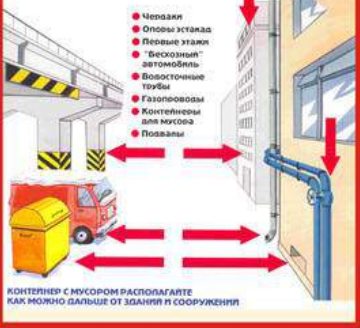 Чердаки
Опоры эстакад
Первые этажи
"Бесхозный"
автомобиль
Водосточные
трубы
Газопроводы
Контейнеры
для мусора
Подвалы
КОНТЕЙНЕР С МУСОРОМ РАСПОЛАГАЙТЕ
КАК МОЖНО ДАЛЬШЕ ОТ ЗДАНИЙ И СООРУЖЕНИЙ